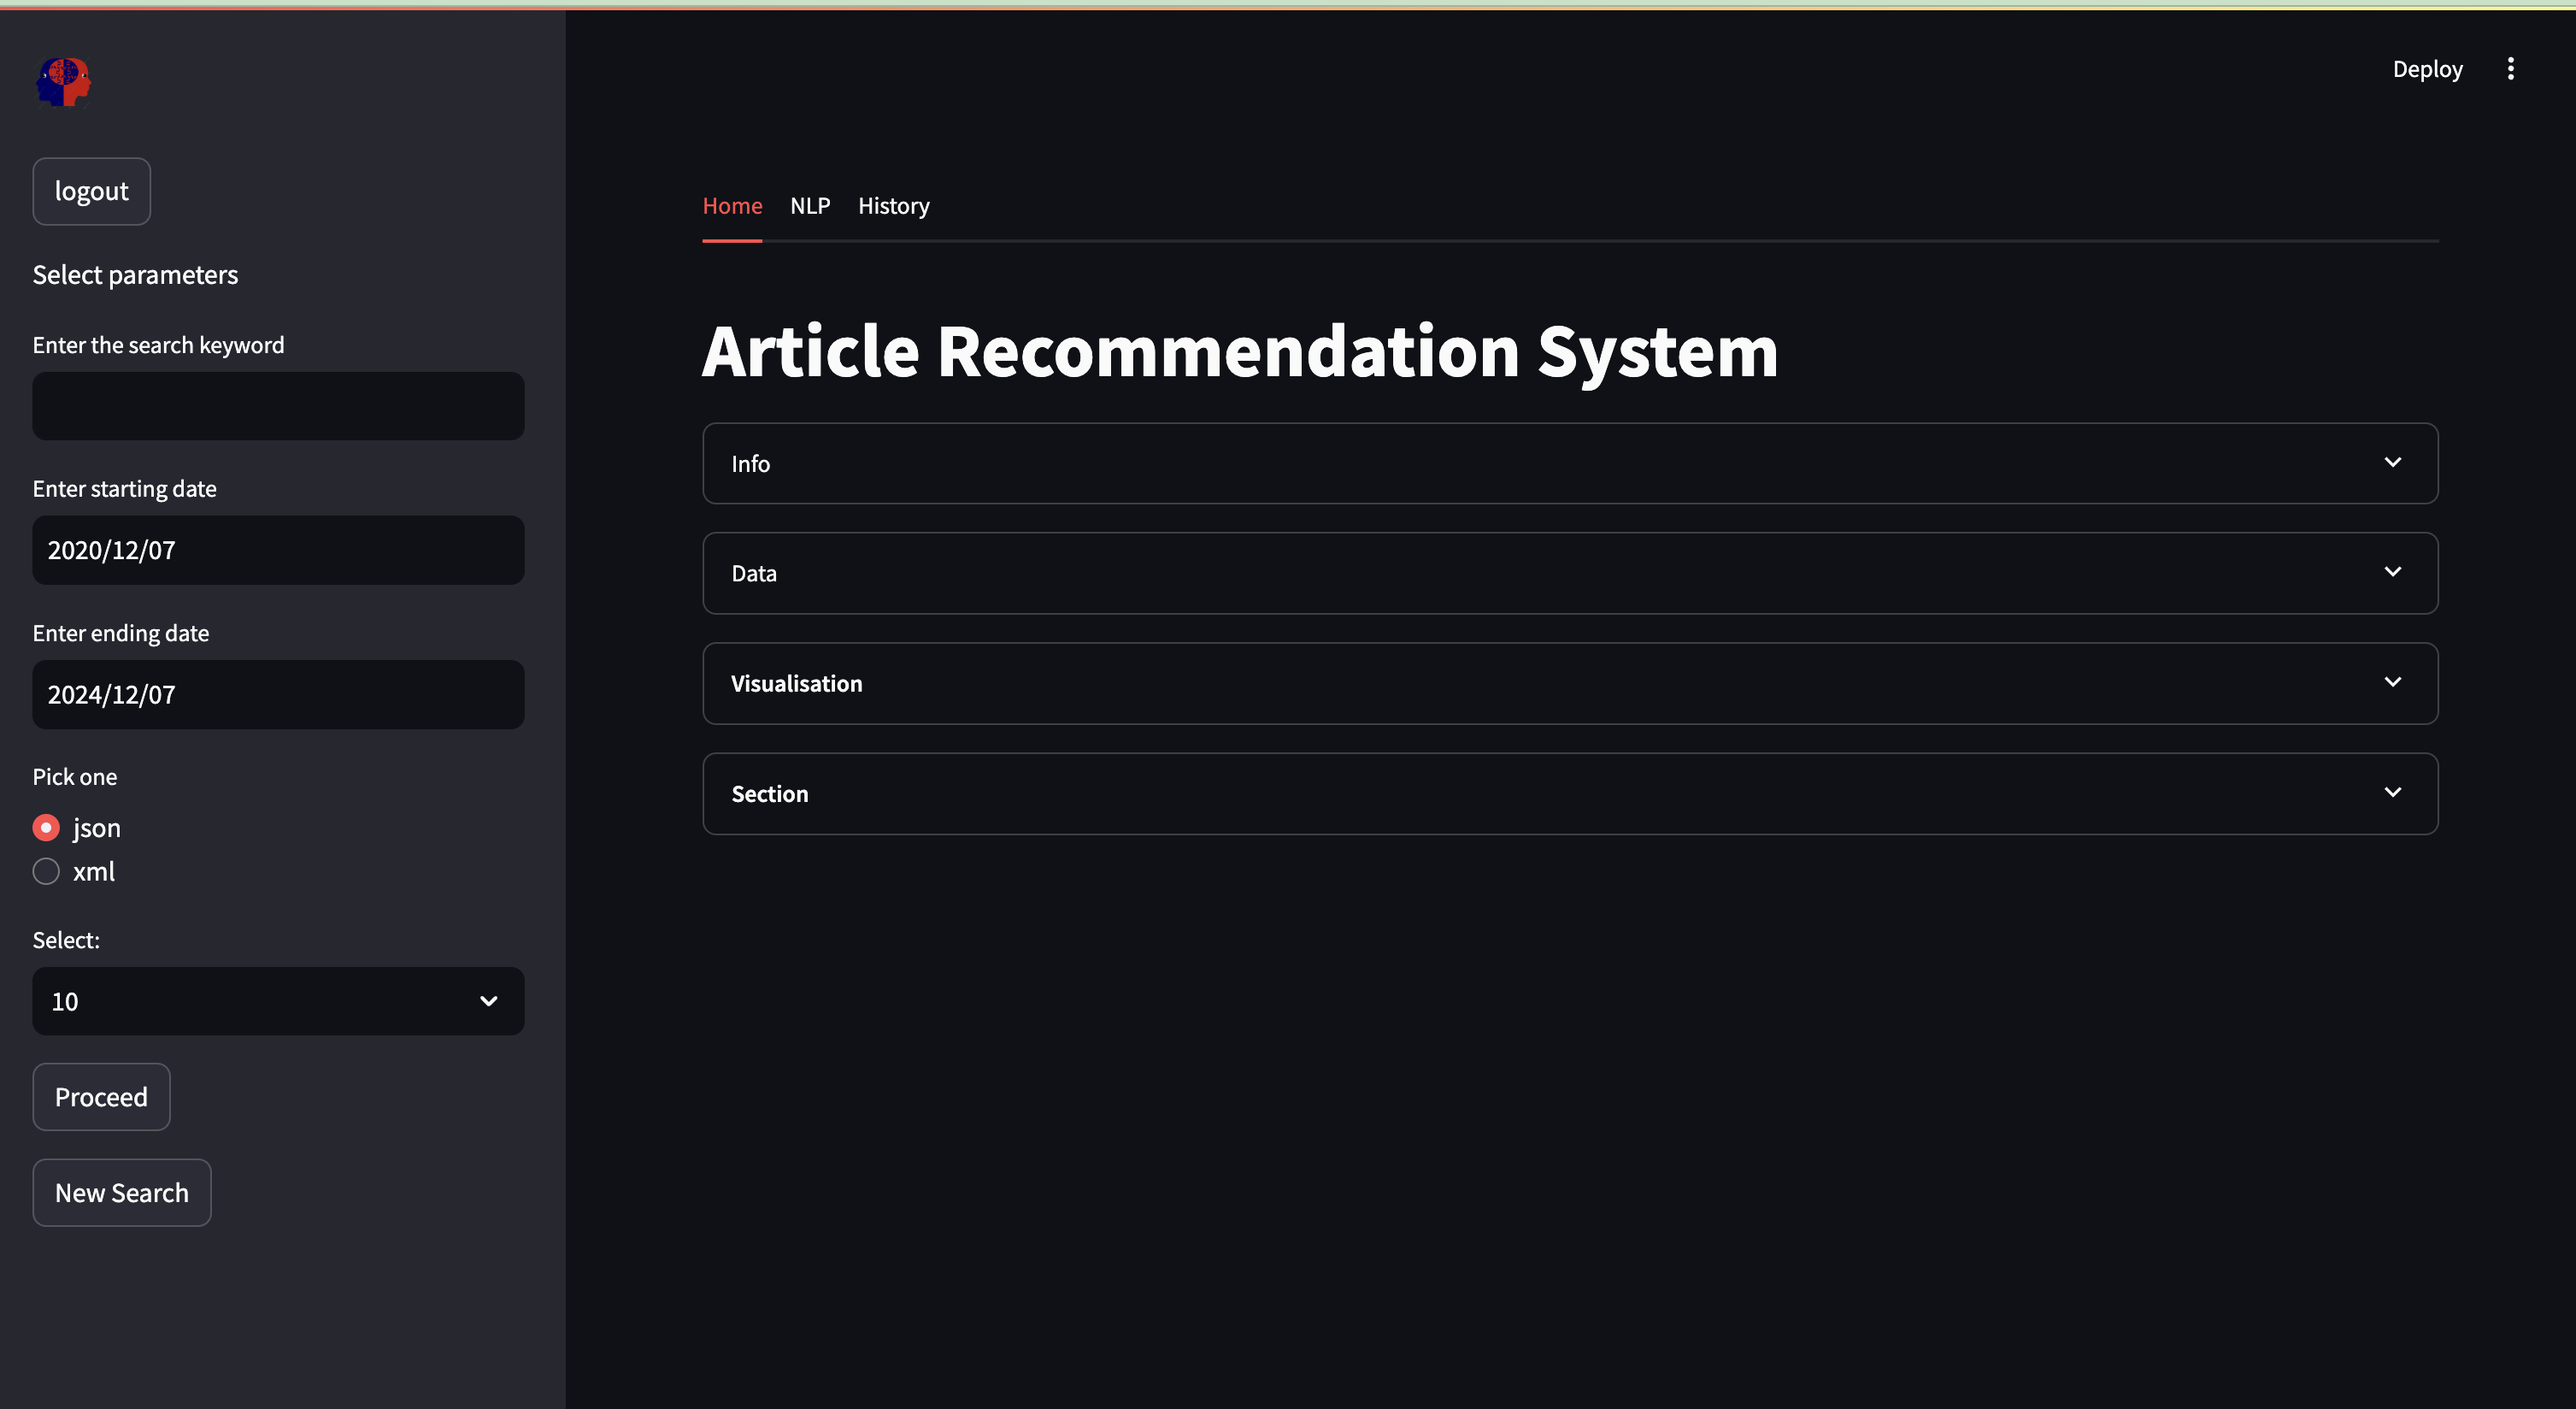 logout
Select parameters
Enter the search keyword
Enter starting date
2020/12/07
Enter ending date
2024/12/07
Pick one
json
xml
Select:
10
Proceed
New Search
Deploy
Home NLP History
Article Recommendation System
Info
Data
Visualisation
Section